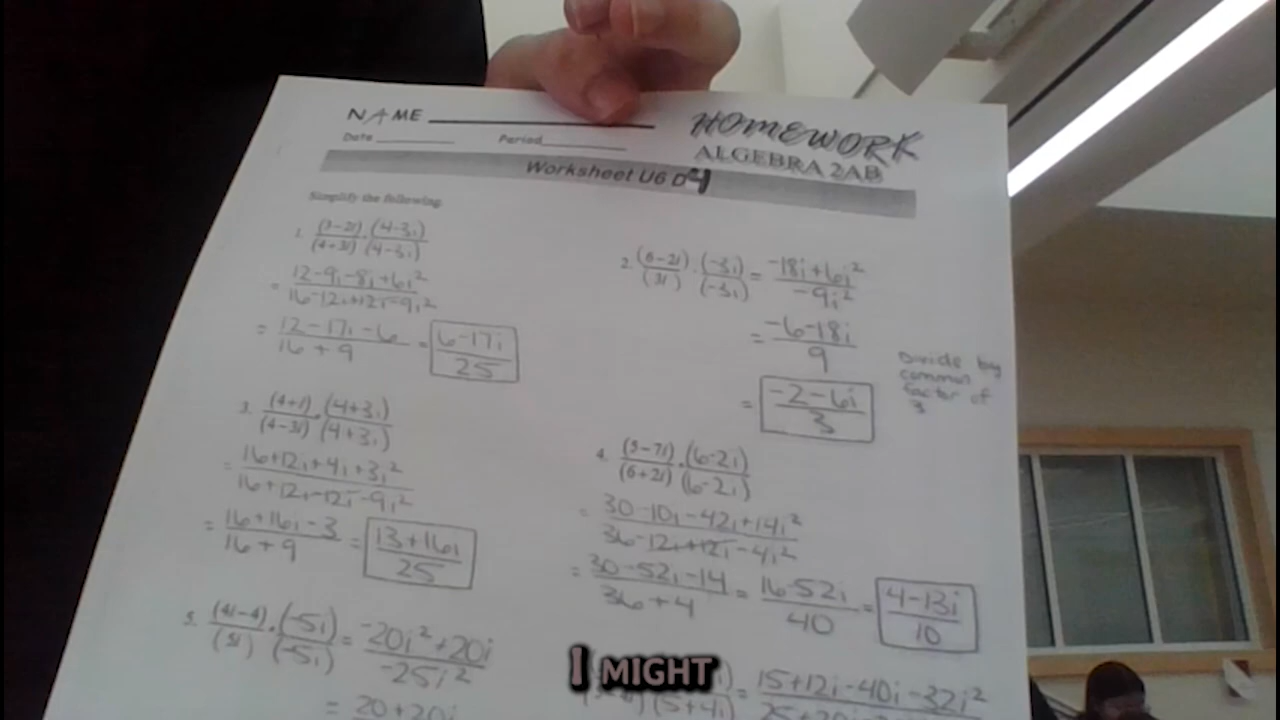 NAME
HOMEWORK
Date Period
ALGEBRA 2AB
Worksheet U6 D4
Simplify the following
1. (3-2i)/(4+3i) · (4-3i)/(4-3i)
= (12-9i-8i+6i²)/(16-12i+12i-9i²)
= (12-17i-6)/(16+9) = (6-17i)/25
2. (6-2i)/(3i) · (-3i)/(-3i) = (-18i+6i²)/(-9i²)
= (-6-18i)/9
= (-2-6i)/3
Divide by
common
factor of
3
3. (4+i)/(4-3i) · (4+3i)/(4+3i)
= (16+12i+4i+3i²)/(16+12i-12i-9i²)
= (16+16i-3)/(16+9) = (13+16i)/25
4. (5-7i)/(6+2i) · (6-2i)/(6-2i)
= (30-10i-42i+14i²)/(36-12i+12i-4i²)
= (30-52i-14)/(36+4) = (16-52i)/40 = (4-13i)/10
5. (4i-4)/(5i) · (-5i)/(-5i) = (-20i²+20i)/(-25i²)
= 20+20i
(5+4i) = 15+12i-40i-32i²
I MIGHT